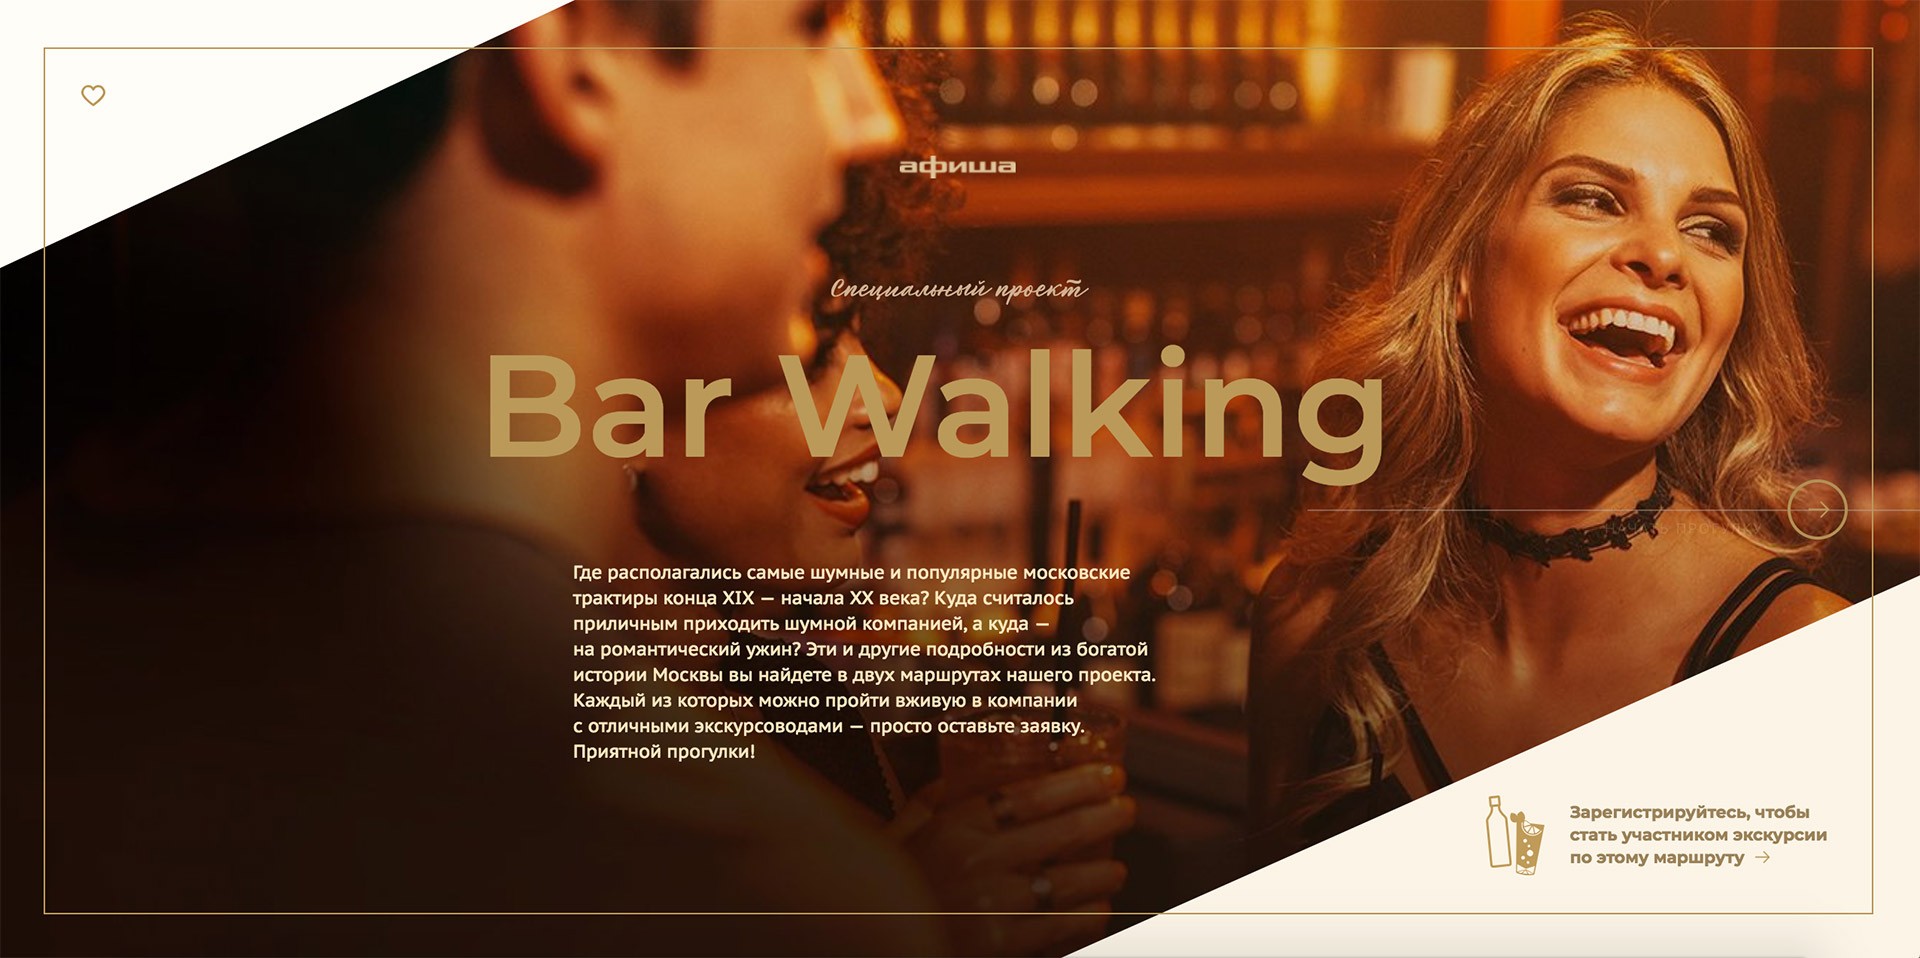 афиша
Специальный проект
Bar Walking
Где располагались самые шумные и популярные московские
трактиры конца XIX — начала XX века? Куда считалось
приличным приходить шумной компанией, а куда —
на романтический ужин? Эти и другие подробности из богатой
истории Москвы вы найдете в двух маршрутах нашего проекта.
Каждый из которых можно пройти вживую в компании
с отличными экскурсоводами — просто оставьте заявку.
Приятной прогулки!
Зарегистрируйтесь, чтобы
стать участником экскурсии
по этому маршруту →